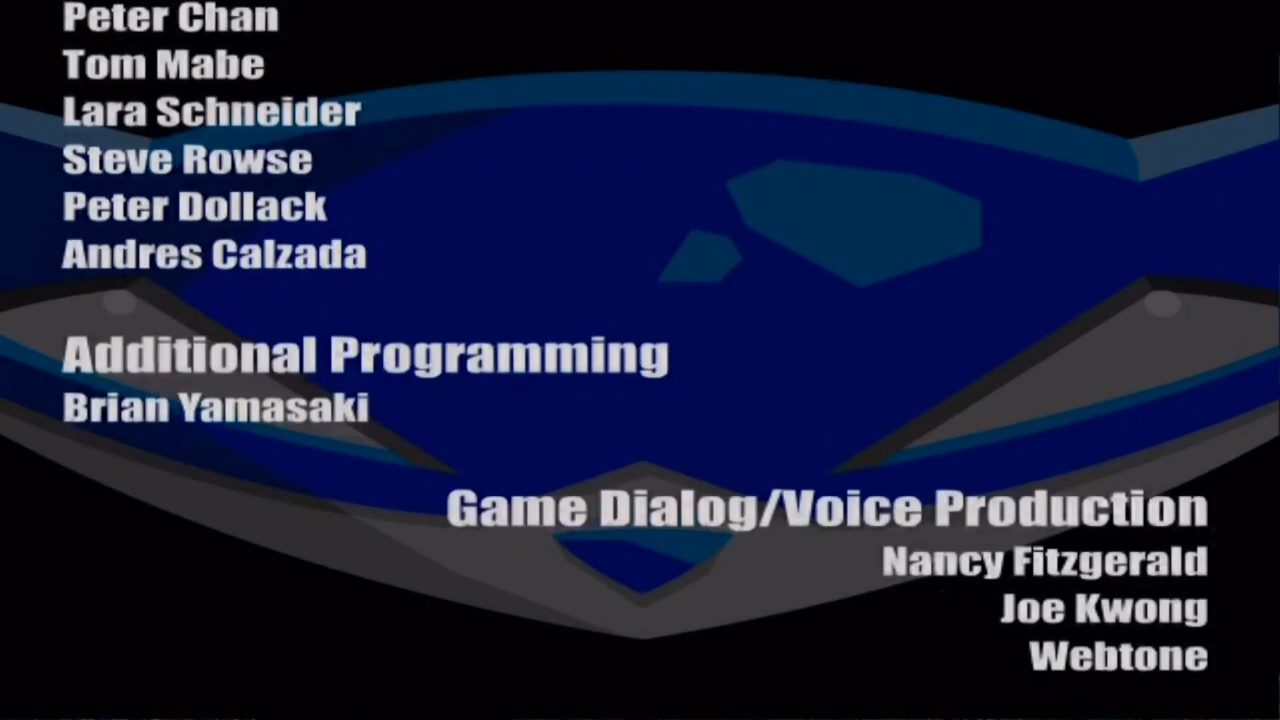 Peter Chan
Tom Mabe
Lara Schneider
Steve Rowse
Peter Dollack
Andres Calzada
Additional Programming
Brian Yamasaki
Game Dialog/Voice Production
Nancy Fitzgerald
Joe Kwong
Webtone